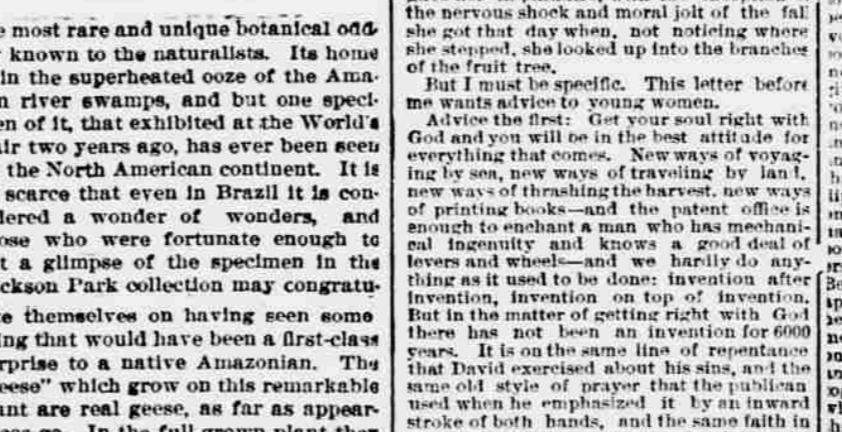 most rare and unique botanical odd-
known to the naturalists. Its home
in the superheated ooze of the Ama-
river swamps, and but one speci-
of it, that exhibited at the World's
two years ago, has ever been seen
the North American continent. It is
scarce that even in Brazil it is con-
dered a wonder of wonders, and
ose who were fortunate enough to
a glimpse of the specimen in the
ckson Park collection may congratu-
themselves on having seen some
ing that would have been a first-class
rprise to a native Amazonian. The
eese" which grow on this remarkable
ant are real geese, as far as appear-
In the full grown plant
the nervous shock and moral jolt of the fall
she got that day when, not noticing where
she stepped, she looked up into the branches
of the fruit tree.
But I must be specific. This letter before
me wants advice to young women.
Advice the first: Get your soul right with
God and you will be in the best attitude for
everything that comes. New ways of voyag-
ing by sea, new ways of traveling by land,
new ways of thrashing the harvest, new ways
of printing books—and the patent office is
enough to enchant a man who has mechani-
cal ingenuity and knows a good deal of
levers and wheels—and we hardly do any-
thing as it used to be done: invention after
invention, invention on top of invention.
But in the matter of getting right with God
there has not been an invention for 6000
years. It is on the same line of repentance
that David exercised about his sins, and the
same old style of prayer that the publican
used when he emphasized it by an inward
stroke of both hands, and the same faith in